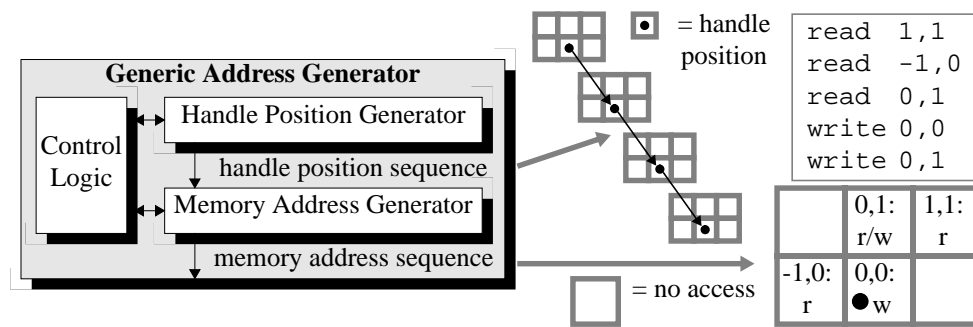 Generic Address Generator
Control
Logic
Handle Position Generator
handle position sequence
Memory Address Generator
memory address sequence
= handle
position
= no access
read 1,1
read -1,0
read 0,1
write 0,0
write 0,1
0,1:
r/w
1,1:
r
-1,0:
r
0,0:
w